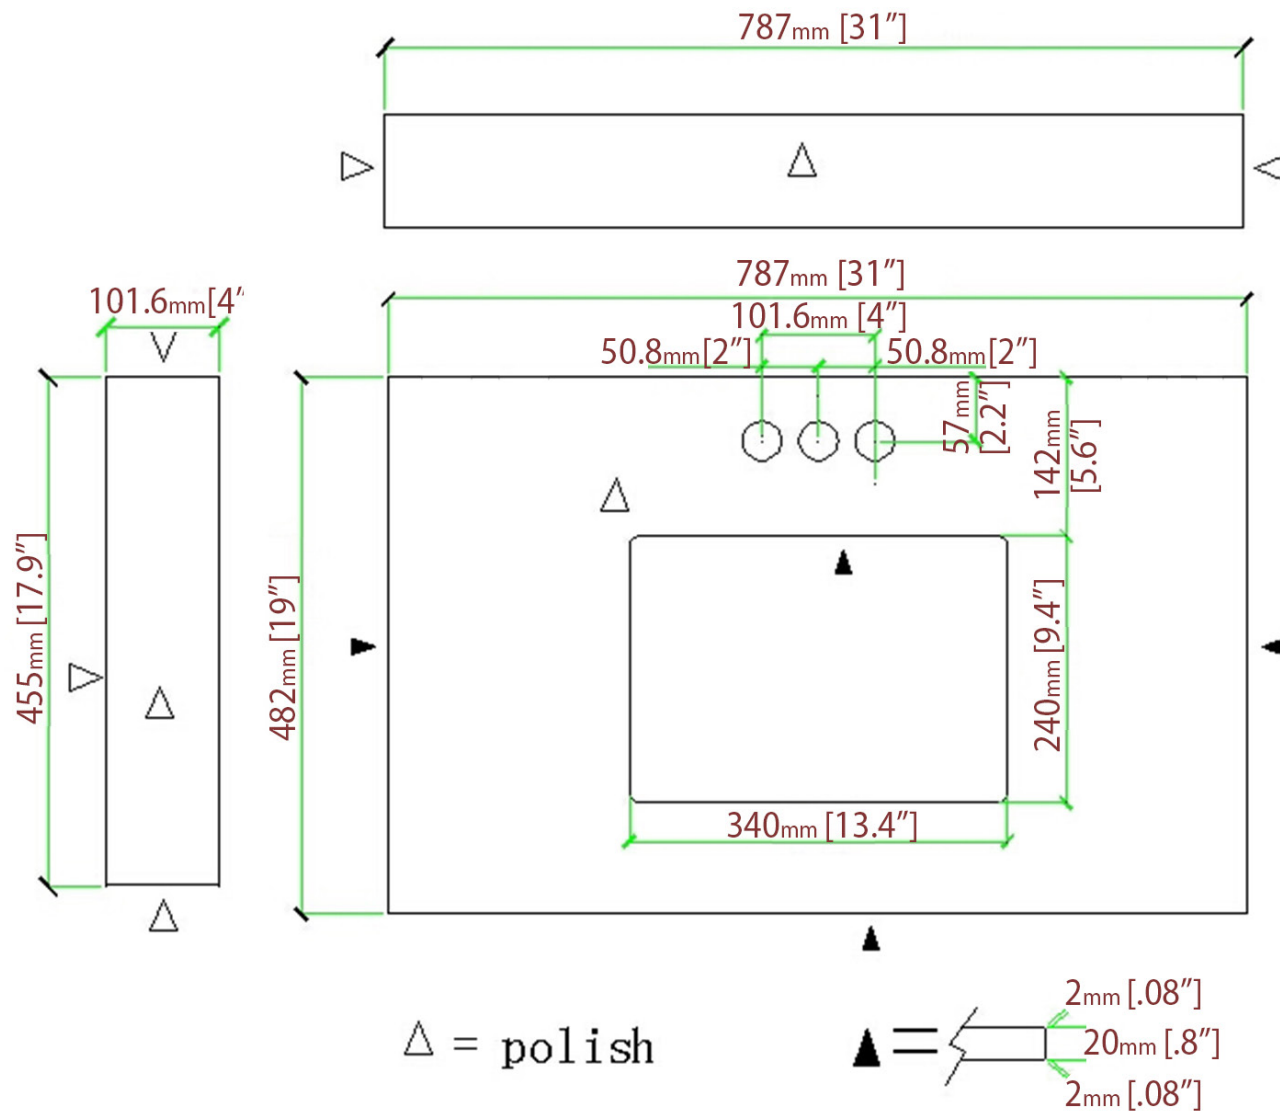 787mm [31”]
787mm [31”]
101.6mm[4”
101.6mm [4”]
50.8mm[2”]
50.8mm[2”]
57mm
[2.2”]
142mm
[5.6”]
455mm [17.9”]
482mm [19”]
240mm [9.4”]
340mm [13.4”]
2mm [.08”]
= polish
20mm [.8”]
2mm [.08”]